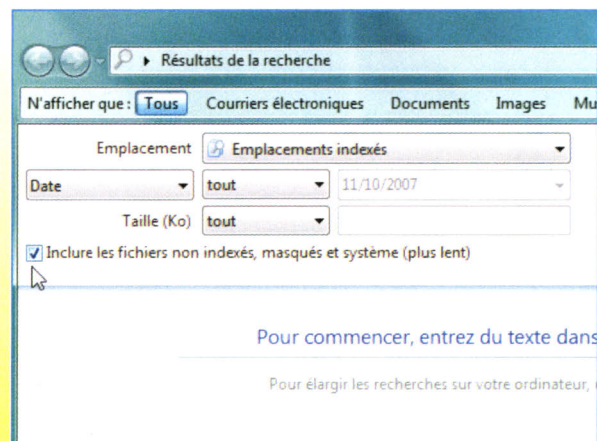 Résultats de la recherche
N'afficher que : Tous Courriers électroniques Documents Images Mu
Emplacement Emplacements indexés
Date tout 11/10/2007
Taille (Ko) tout
Inclure les fichiers non indexés, masqués et système (plus lent)
Pour commencer, entrez du texte dans
Pour élargir les recherches sur votre ordinateur,